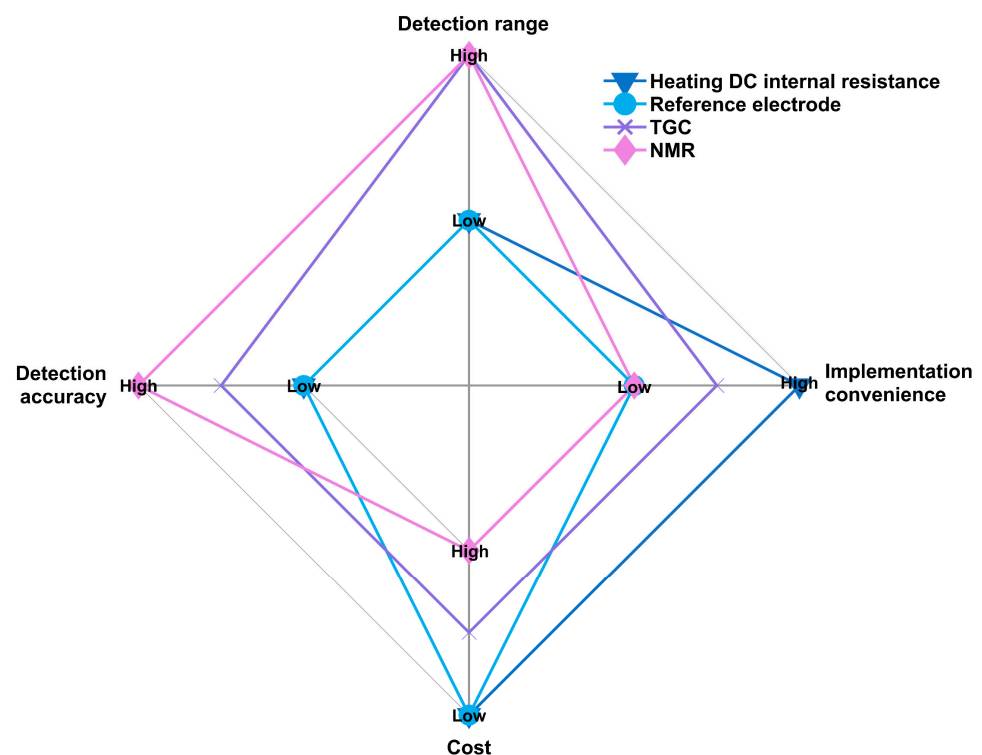 Detection range
High
Heating DC internal resistance
Reference electrode
TGC
NMR
Low
Detection
accuracy
High
Low
Low
High
Implementation
convenience
High
Low
Cost